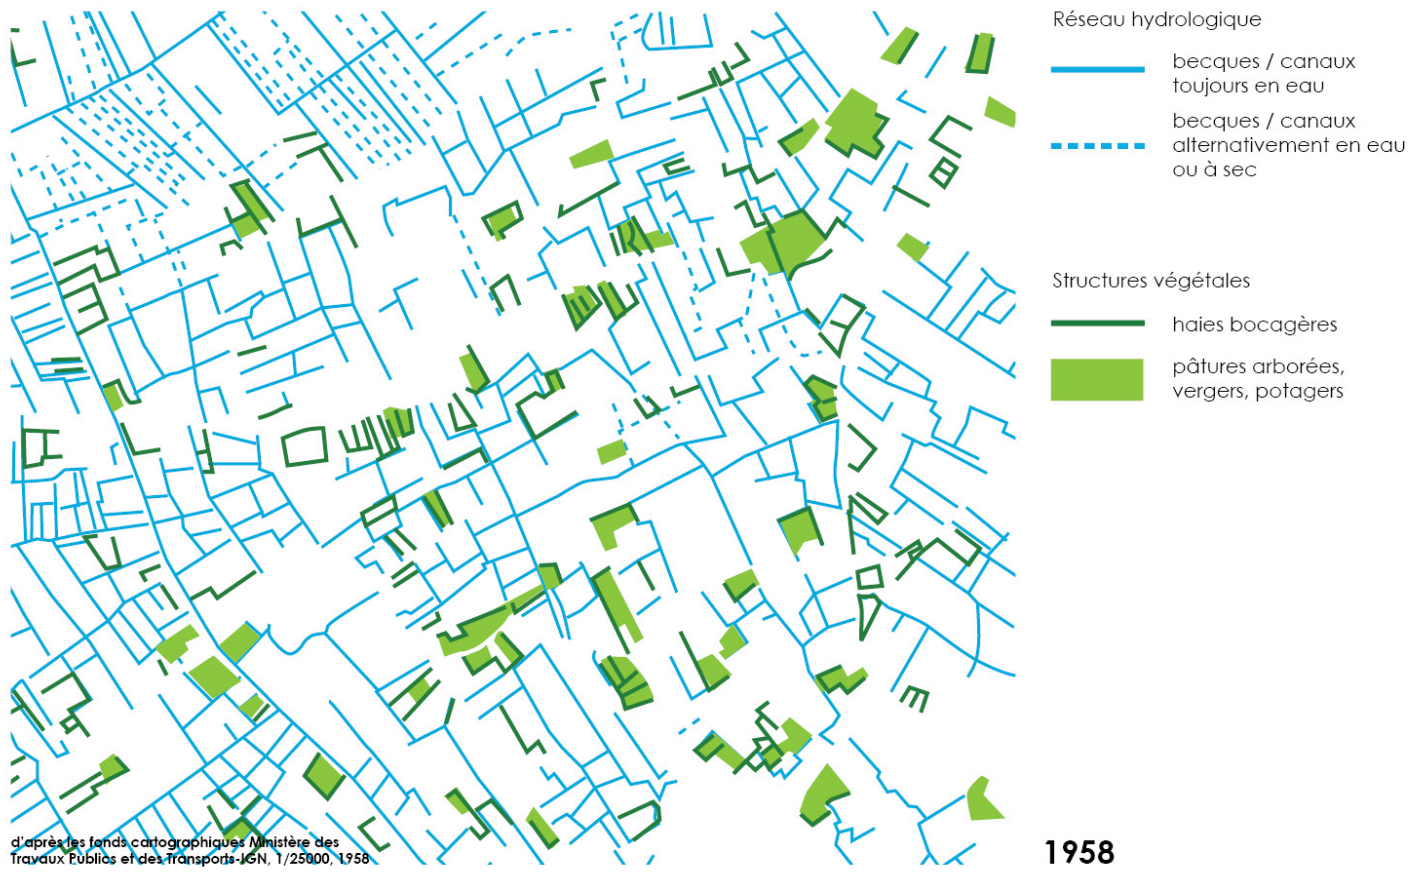 Réseau hydrologique
becques / canaux
toujours en eau
becques / canaux
alternativement en eau
ou à sec
Structures végétales
haies bocagères
pâtures arborées,
vergers, potagers
d'après les fonds cartographiques Ministère des
Travaux Publics et des Transports-IGN, 1/25000, 1958
1958